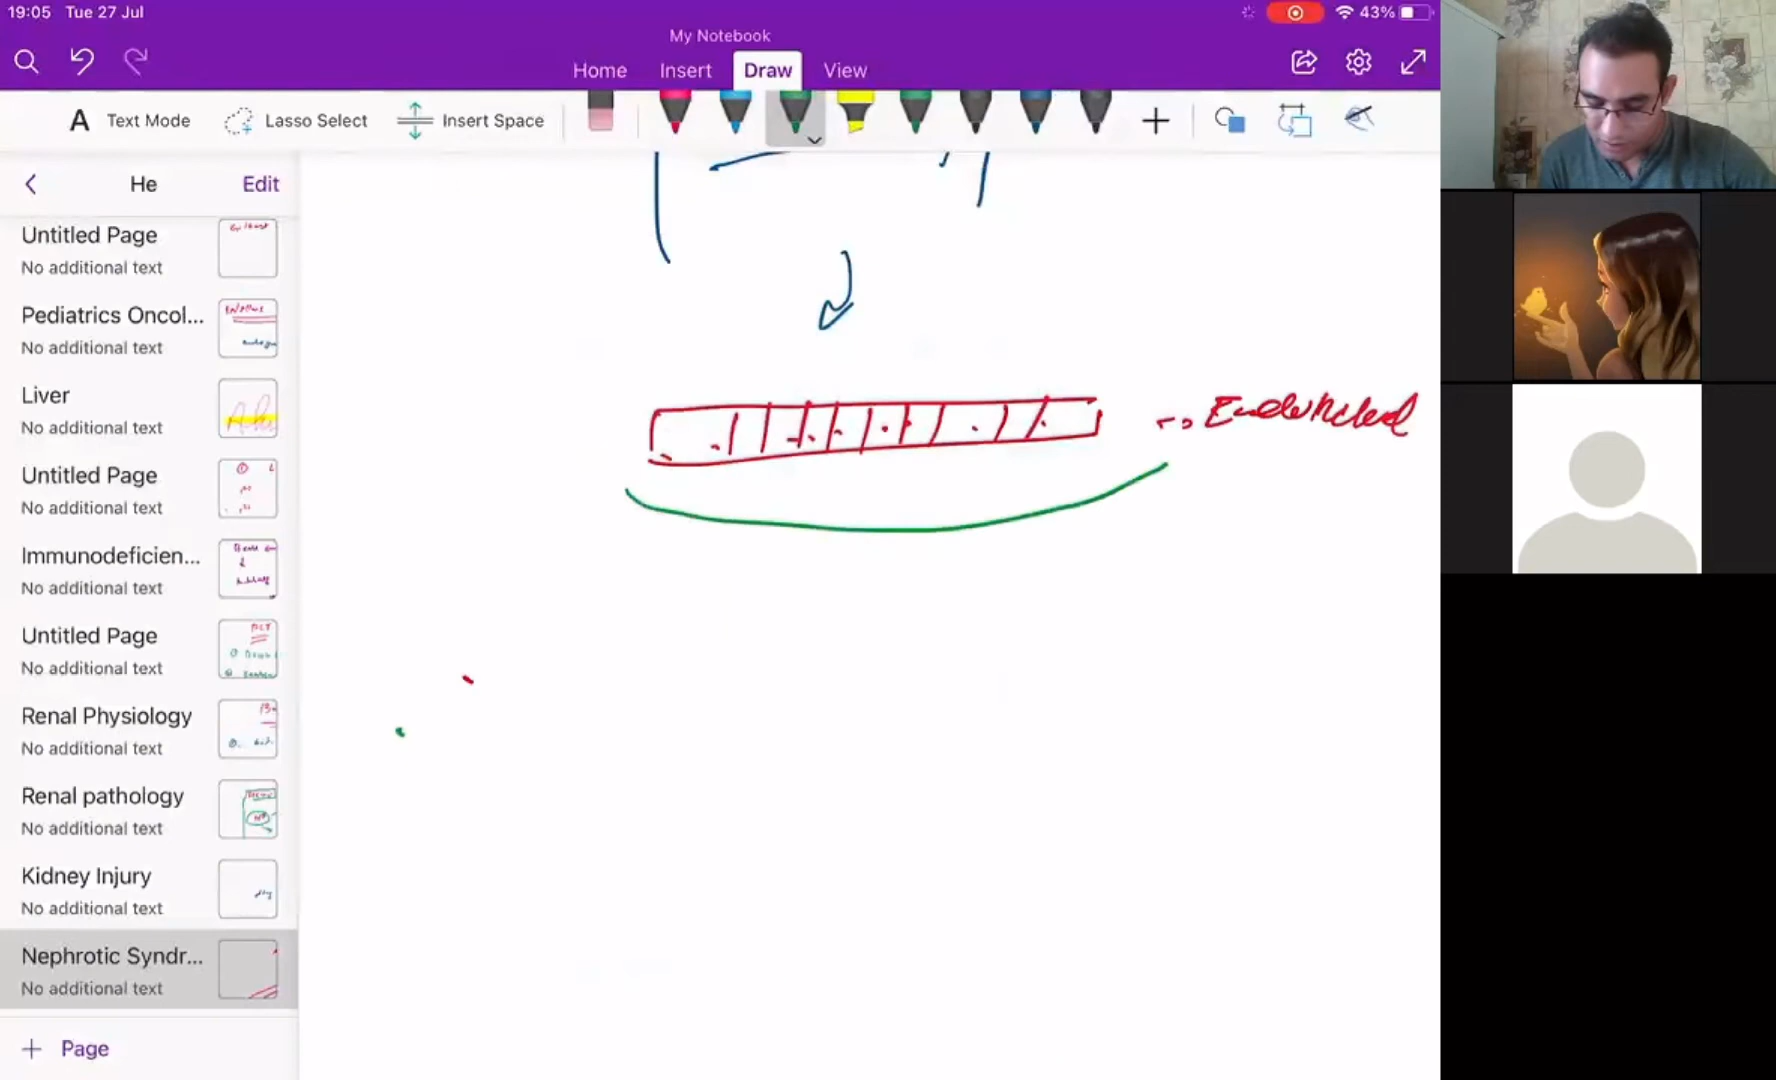 19:05 Tue 27 Jul
43%
My Notebook
Home Insert Draw View
A Text Mode Lasso Select Insert Space
He Edit
Untitled Page
No additional text
Pediatrics Oncol...
No additional text
Liver
No additional text
Untitled Page
No additional text
Immunodeficien...
No additional text
Untitled Page
No additional text
Renal Physiology
No additional text
Renal pathology
No additional text
Kidney Injury
No additional text
Nephrotic Syndr...
No additional text
+ Page